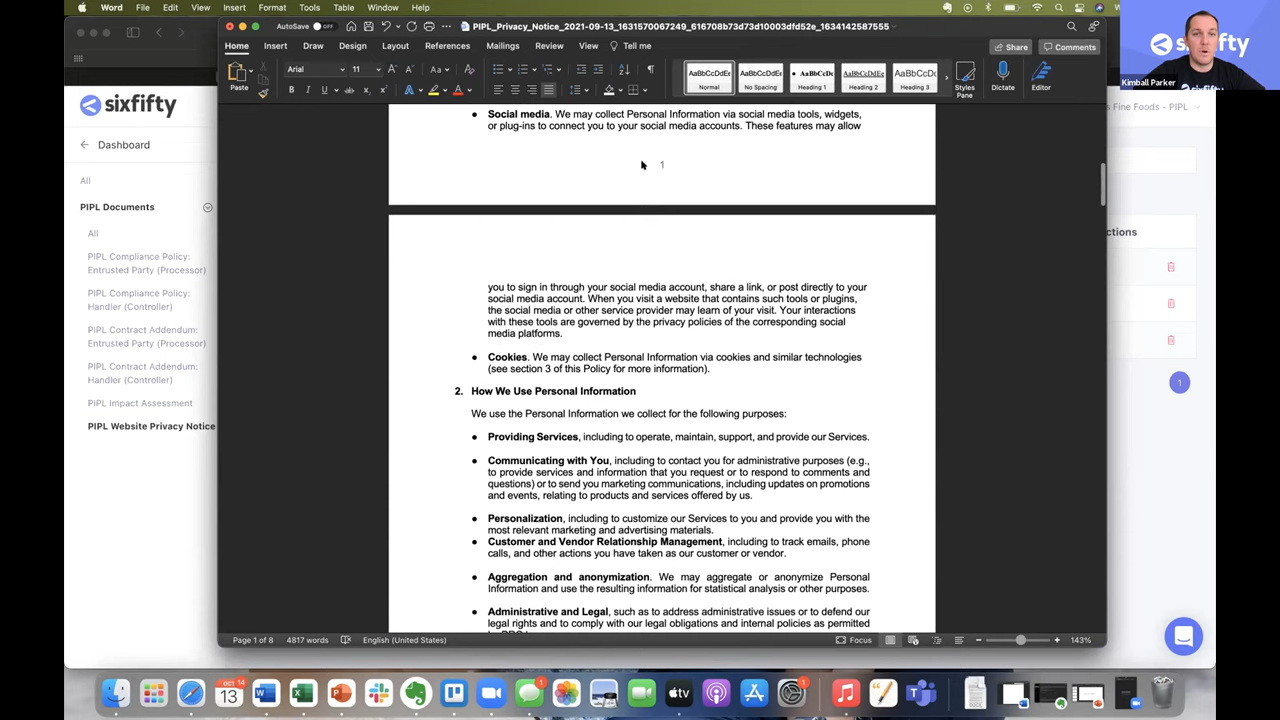 Word File Edit View Insert Format Tools Table Window Help
AutoSave OFF
PIPL_Privacy_Notice_2021-09-13_1631570067249_616708b73d73d10003dfd52e_1634142587555
Home Insert Draw Design Layout References Mailings Review View Tell me
Share Comments
Paste
Arial 11
AaBbCcDdEe AaBbCcDdEe AaBbCcDc AaBbCcDdEe AaBbCcDdE
Normal No Spacing Heading 1 Heading 2 Heading 3
Styles Pane
Dictate
Editor
sixfifty
Kimball Parker
sixfifty
s Fine Foods - PIPL
Dashboard
All
PIPL Documents
All
PIPL Compliance Policy:
Entrusted Party (Processor)
PIPL Compliance Policy:
Handler (Controller)
PIPL Contract Addendum:
Entrusted Party (Processor)
PIPL Contract Addendum:
Handler (Controller)
PIPL Impact Assessment
PIPL Website Privacy Notice
ctions
1
● Social media. We may collect Personal Information via social media tools, widgets,
or plug-ins to connect you to your social media accounts. These features may allow
1
you to sign in through your social media account, share a link, or post directly to your
social media account. When you visit a website that contains such tools or plugins,
the social media or other service provider may learn of your visit. Your interactions
with these tools are governed by the privacy policies of the corresponding social
media platforms.
● Cookies. We may collect Personal Information via cookies and similar technologies
(see section 3 of this Policy for more information).
2. How We Use Personal Information
We use the Personal Information we collect for the following purposes:
● Providing Services, including to operate, maintain, support, and provide our Services.
● Communicating with You, including to contact you for administrative purposes (e.g.,
to provide services and information that you request or to respond to comments and
questions) or to send you marketing communications, including updates on promotions
and events, relating to products and services offered by us.
● Personalization, including to customize our Services to you and provide you with the
most relevant marketing and advertising materials.
● Customer and Vendor Relationship Management, including to track emails, phone
calls, and other actions you have taken as our customer or vendor.
● Aggregation and anonymization. We may aggregate or anonymize Personal
Information and use the resulting information for statistical analysis or other purposes.
● Administrative and Legal, such as to address administrative issues or to defend our
legal rights and to comply with our legal obligations and internal policies as permitted
Page 1 of 8 4817 words English (United States)
Focus
143%
OCT 14
13
1
tv
1